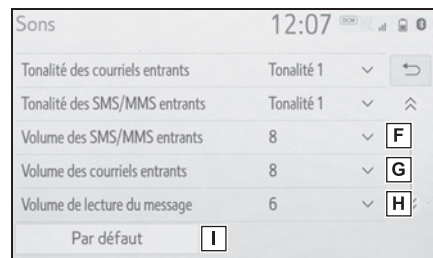 Sons 12:07 DCM
Tonalité des courriels entrants Tonalité 1
Tonalité des SMS/MMS entrants Tonalité 1
Volume des SMS/MMS entrants 8 F
Volume des courriels entrants 8 G
Volume de lecture du message 6 H
Par défaut I